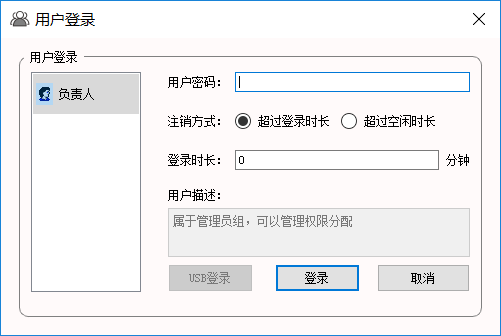 用户登录
用户登录
负责人
用户密码：
注销方式： 超过登录时长 超过空闲时长
登录时长： 0 分钟
用户描述：
属于管理员组，可以管理权限分配
USB登录 登录 取消